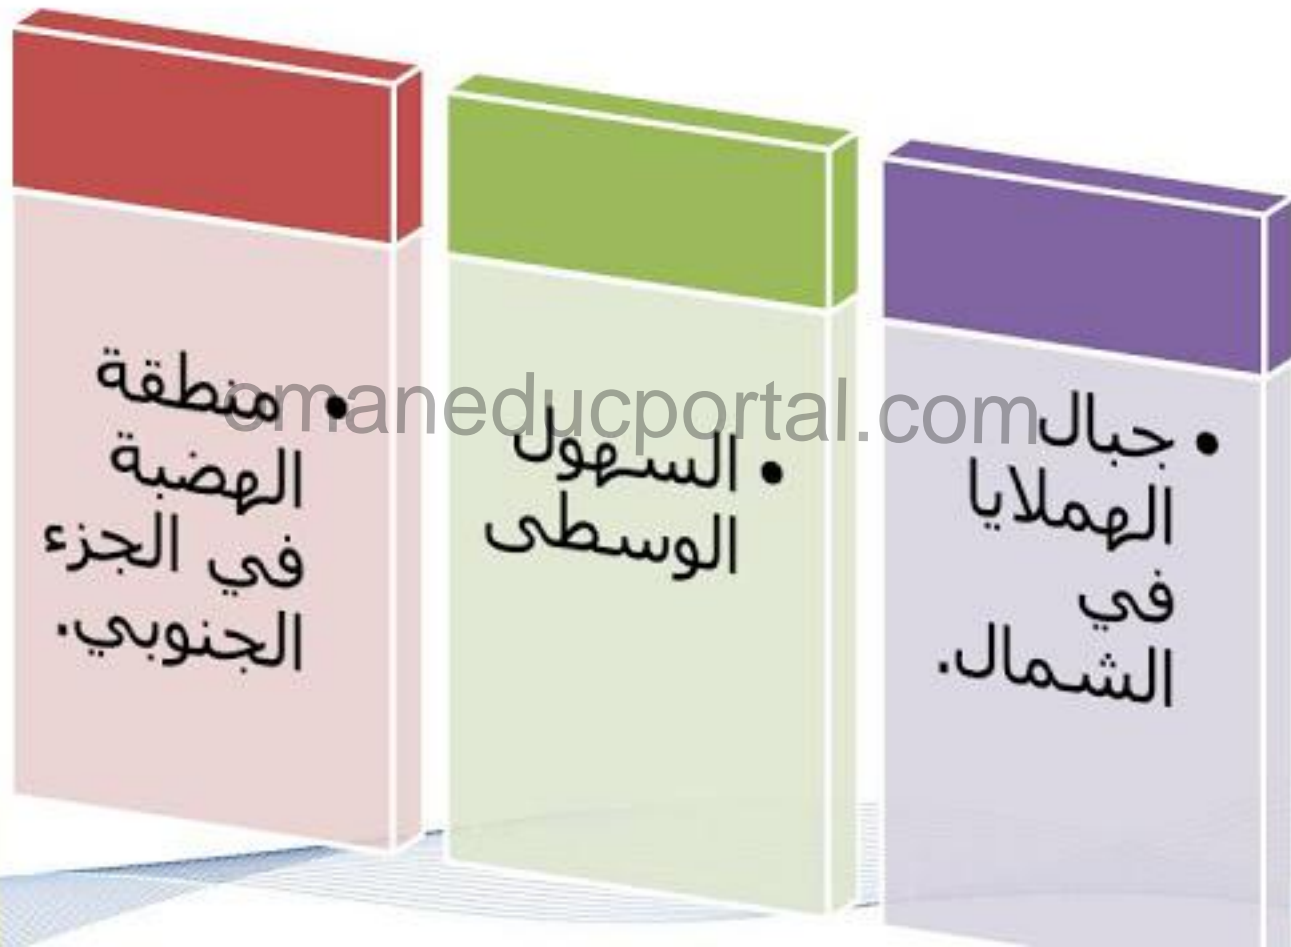 • جبال
الهملايا
في
الشمال.
• السهول
الوسطى
• منطقة
الهضبة
في الجزء
الجنوبي.
omaneducportal.com